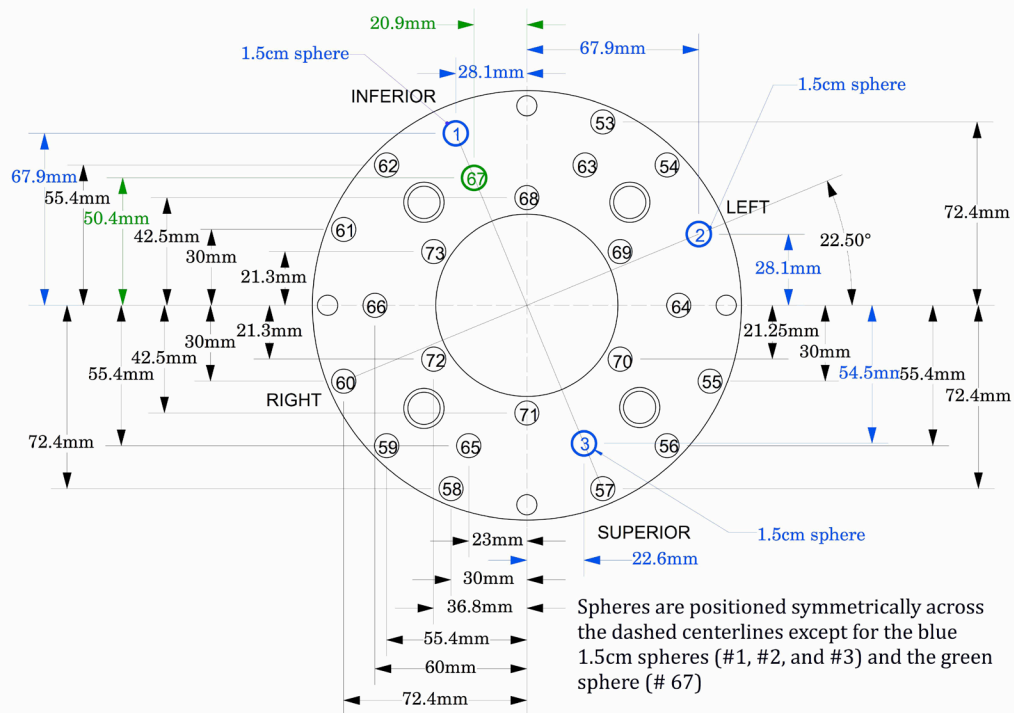 20.9mm
67.9mm
1.5cm sphere
28.1mm
1.5cm sphere
INFERIOR
53
1
62
63
54
67.9mm
55.4mm
67
50.4mm
68
LEFT
72.4mm
42.5mm
61
2
22.50°
30mm
73
69
21.3mm
28.1mm
66
64
21.3mm
21.25mm
30mm
42.5mm
72
70
30mm
55.4mm
60
55
54.5mm
55.4mm
RIGHT
72.4mm
71
72.4mm
59
65
3
56
58
57
SUPERIOR
23mm
1.5cm sphere
22.6mm
30mm
36.8mm
Spheres are positioned symmetrically across
the dashed centerlines except for the blue
1.5cm spheres (#1, #2, and #3) and the green
sphere (# 67)
55.4mm
60mm
72.4mm